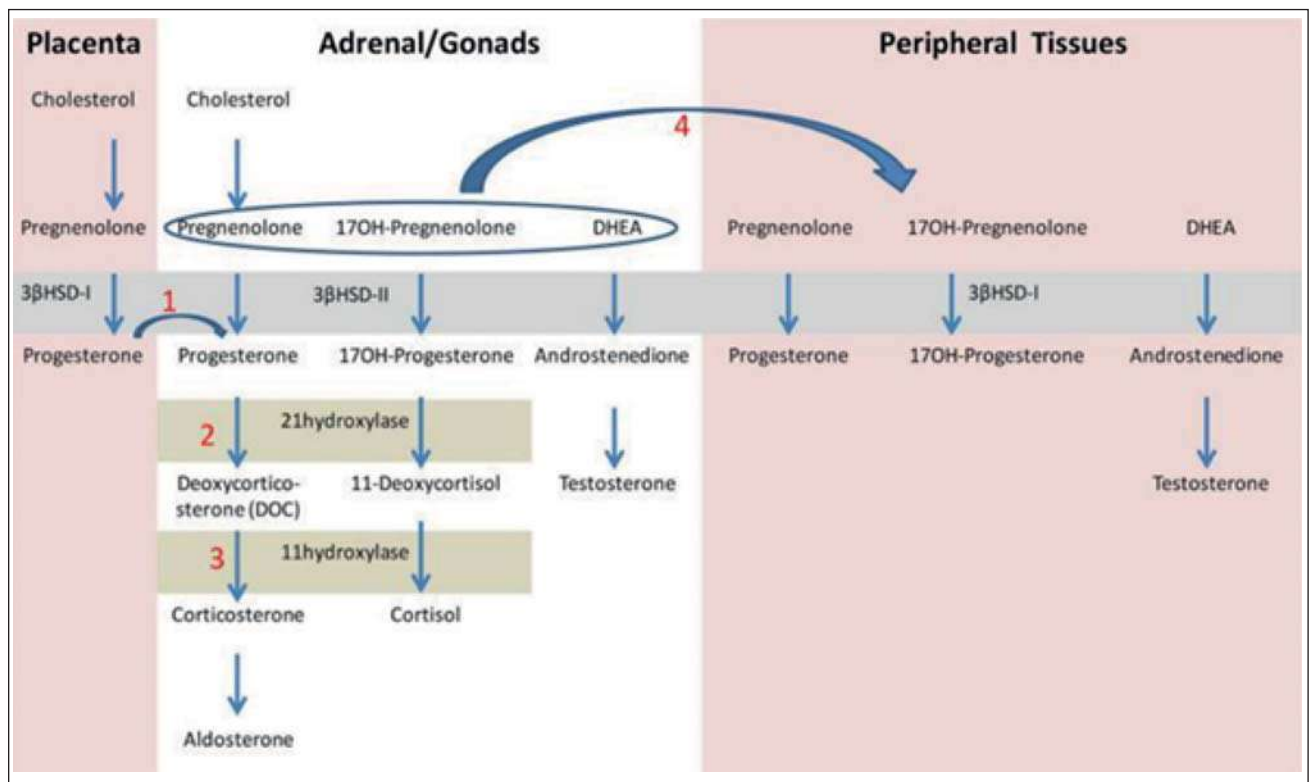 Placenta
Adrenal/Gonads
Peripheral Tissues
Cholesterol
Cholesterol
4
Pregnenolone
Pregnenolone
17OH-Pregnenolone
DHEA
Pregnenolone
17OH-Pregnenolone
DHEA
3βHSD-I
1
3βHSD-II
3βHSD-I
Progesterone
Progesterone
17OH-Progesterone
Androstenedione
Progesterone
17OH-Progesterone
Androstenedione
2
21hydroxylase
Deoxycortico-
sterone (DOC)
11-Deoxycortisol
Testosterone
Testosterone
3
11hydroxylase
Corticosterone
Cortisol
Aldosterone